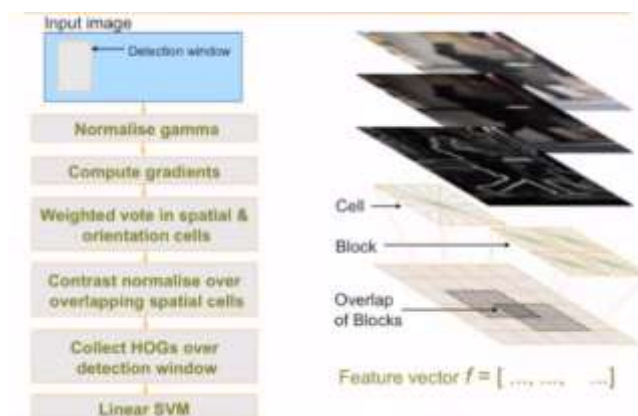 Input image
Detection window
Normalise gamma
Compute gradients
Weighted vote in spatial &
orientation cells
Contrast normalise over
overlapping spatial cells
Collect HOGs over
detection window
Linear SVM
Cell
Block
Overlap
of Blocks
Feature vector f = [ ..., ..., ...]